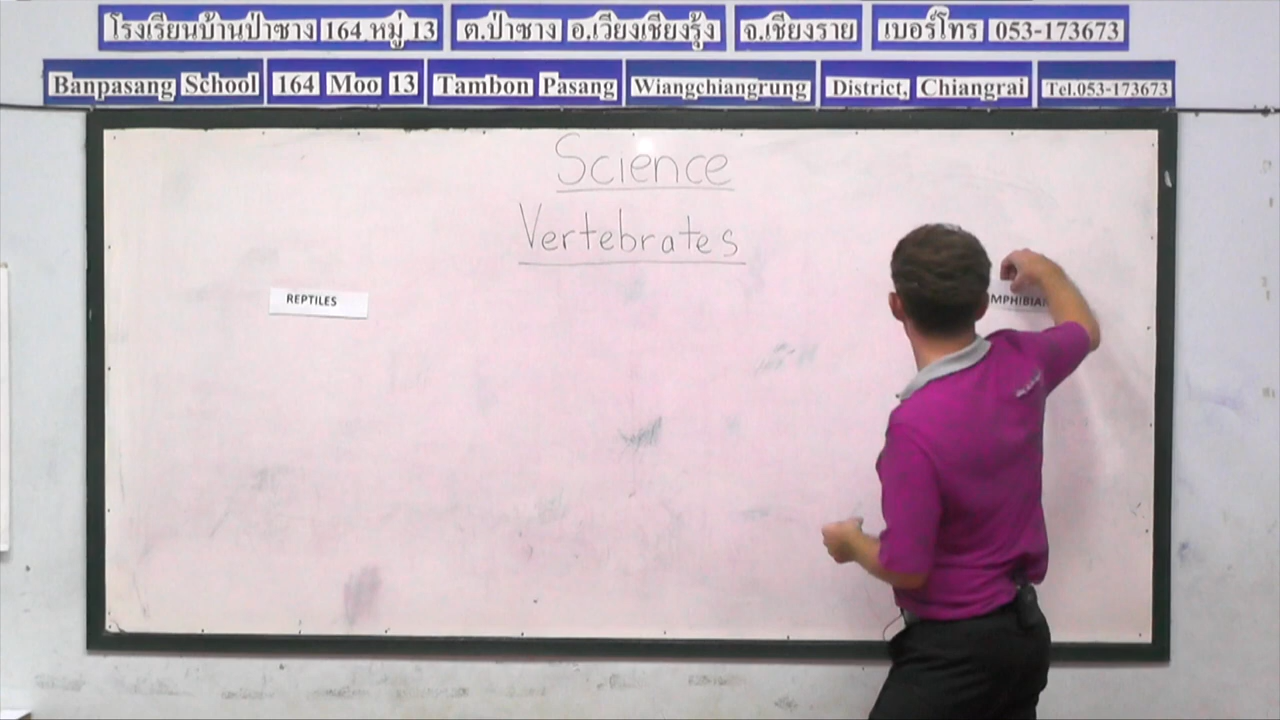 โรงเรียนบ้านป่าซาง 164 หมู่ 13 ต.ป่าซาง อ.เวียงเชียงรุ้ง จ.เชียงราย เบอร์โทร 053-173673
Banpasang School 164 Moo 13 Tambon Pasang Wiangchiangrung District, Chiangrai Tel.053-173673
Science
Vertebrates
REPTILES